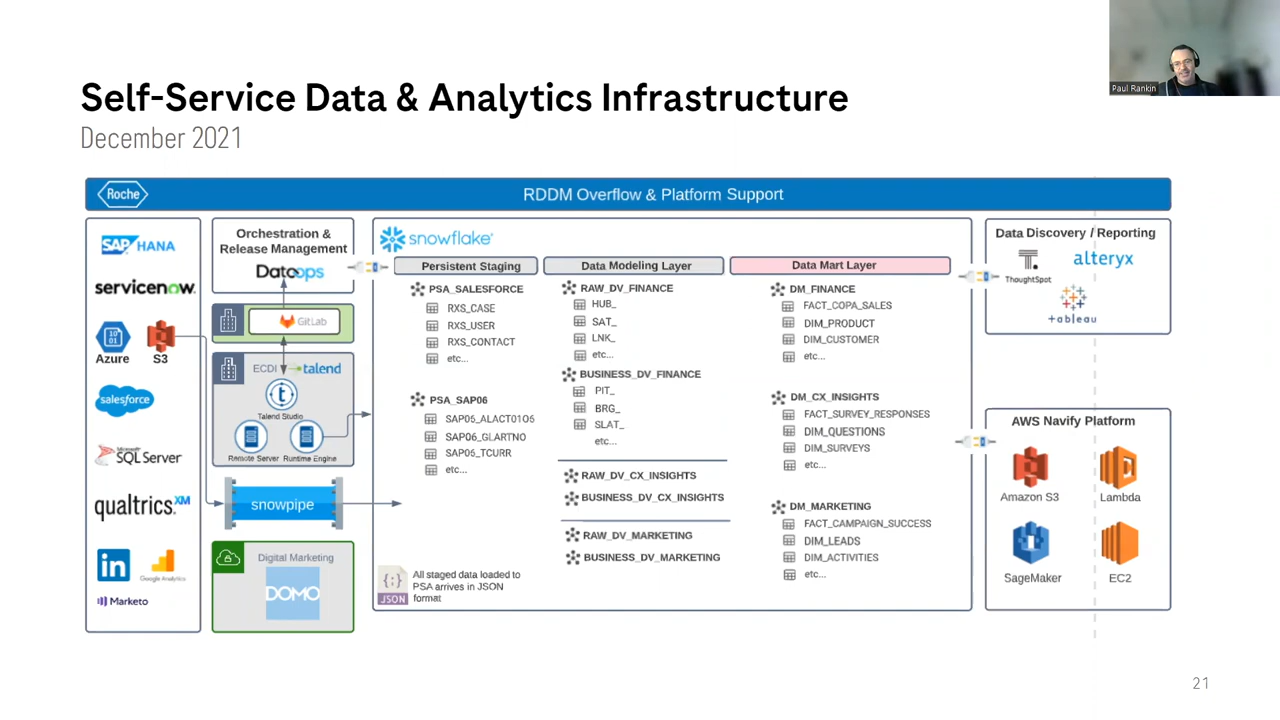 Paul Rankin
Self-Service Data & Analytics Infrastructure
December 2021
Roche
RDDM Overflow & Platform Support
SAP HANA
servicenow
Azure
S3
salesforce
Microsoft
SQL Server
qualtrics XM
in
Google Analytics
Marketo
Orchestration &
Release Management
Dataops
GitLab
ECDI
talend
Talend Studio
Remote Server
Runtime Engine
snowpipe
Digital Marketing
DOMO
snowflake
Persistent Staging
PSA_SALESFORCE
RXS_CASE
RXS_USER
RXS_CONTACT
etc...
PSA_SAP06
SAP06_ALACT0106
SAP06_GLARTNO
SAP06_TCURR
etc...
{;}
JSON
All staged data loaded to
PSA arrives in JSON
format
Data Modeling Layer
RAW_DV_FINANCE
HUB_
SAT_
LNK_
etc...
BUSINESS_DV_FINANCE
PIT_
BRG_
SLAT_
etc...
RAW_DV_CX_INSIGHTS
BUSINESS_DV_CX_INSIGHTS
RAW_DV_MARKETING
BUSINESS_DV_MARKETING
Data Mart Layer
DM_FINANCE
FACT_COPA_SALES
DIM_PRODUCT
DIM_CUSTOMER
etc...
DM_CX_INSIGHTS
FACT_SURVEY_RESPONSES
DIM_QUESTIONS
DIM_SURVEYS
etc...
DM_MARKETING
FACT_CAMPAIGN_SUCCESS
DIM_LEADS
DIM_ACTIVITIES
etc...
Data Discovery / Reporting
ThoughtSpot
alteryx
+ableau
AWS Navify Platform
Amazon S3
Lambda
SageMaker
EC2
21